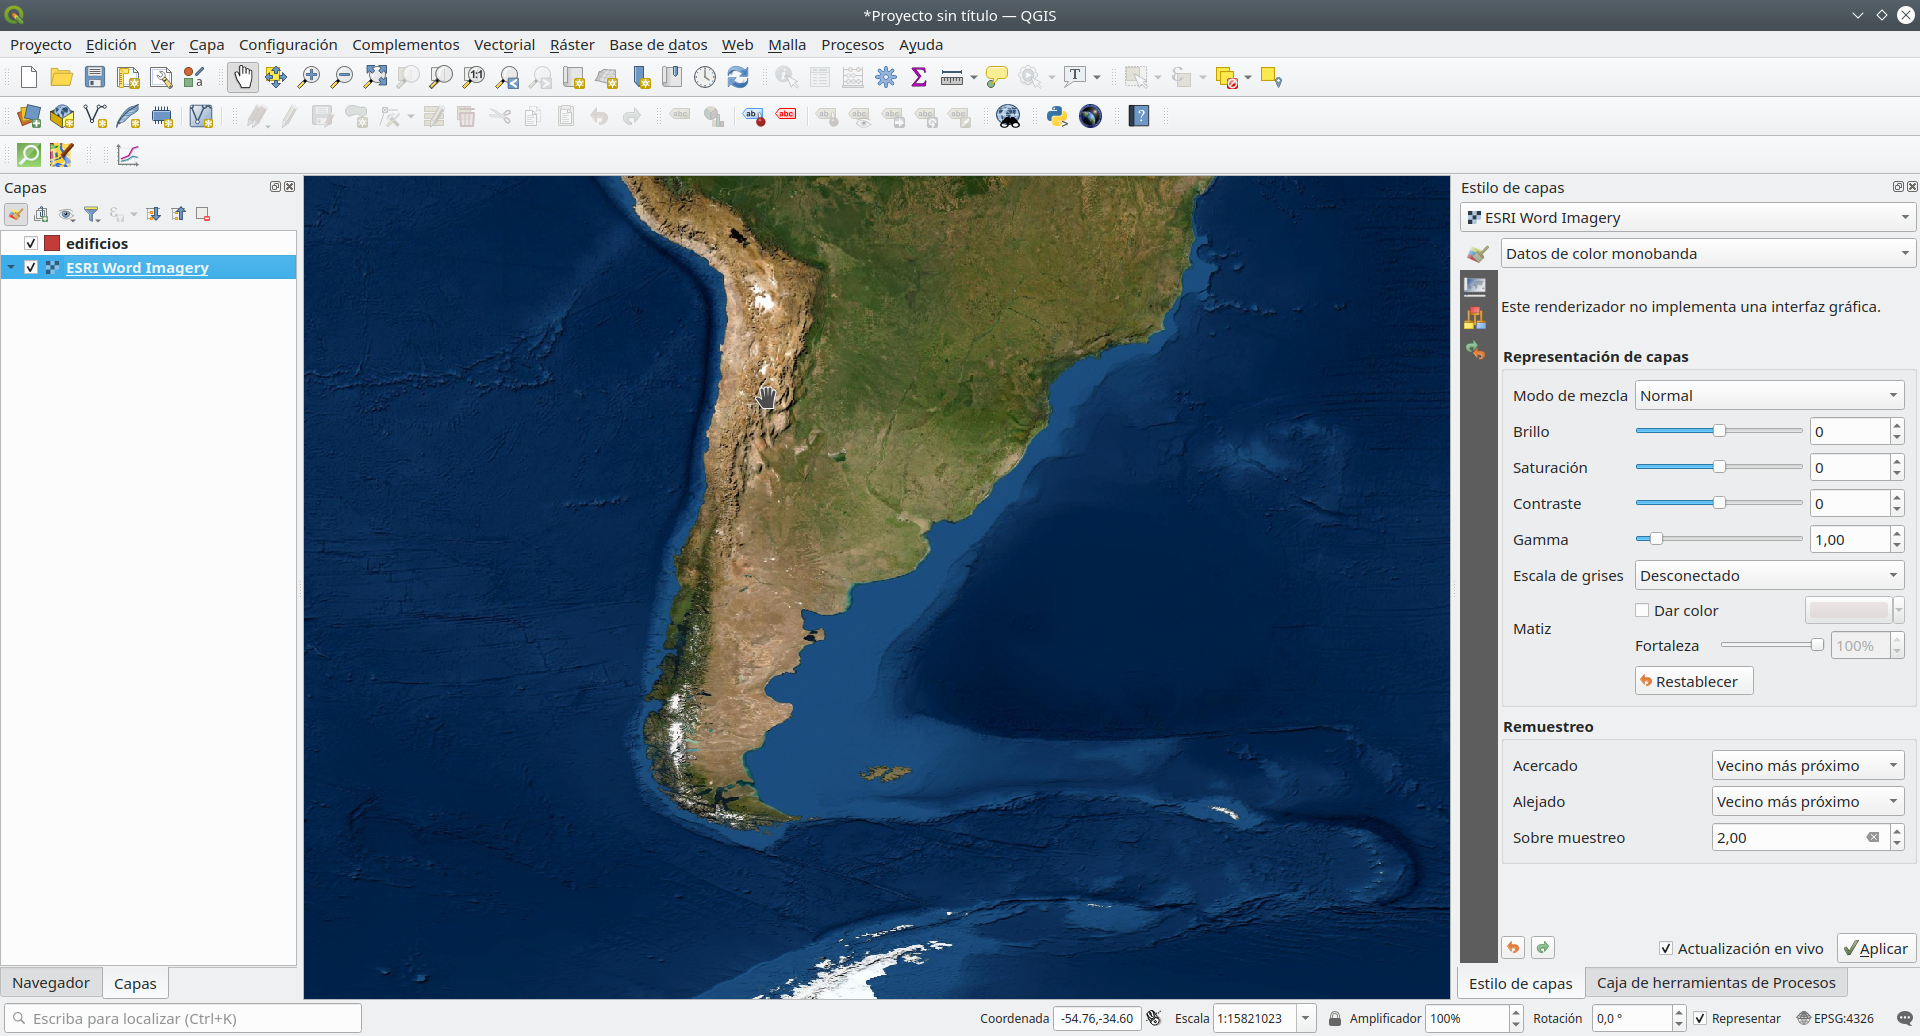 *Proyecto sin título — QGIS
Proyecto Edición Ver Capa Configuración Complementos Vectorial Ráster Base de datos Web Malla Procesos Ayuda
1:1
T
abc ab abc
?
Capas
edificios
ESRI Word Imagery
Navegador Capas
Estilo de capas
ESRI Word Imagery
Datos de color monobanda
Este renderizador no implementa una interfaz gráfica.
Representación de capas
Modo de mezcla Normal
Brillo 0
Saturación 0
Contraste 0
Gamma 1,00
Escala de grises Desconectado
Dar color
Matiz
Fortaleza 100%
Restablecer
Remuestreo
Acercado Vecino más próximo
Alejado Vecino más próximo
Sobre muestreo 2,00
Actualización en vivo Aplicar
Estilo de capas Caja de herramientas de Procesos
Escriba para localizar (Ctrl+K) Coordenada -54.76,-34.60 Escala 1:15821023 Amplificador 100% Rotación 0,0 ° Representar EPSG:4326